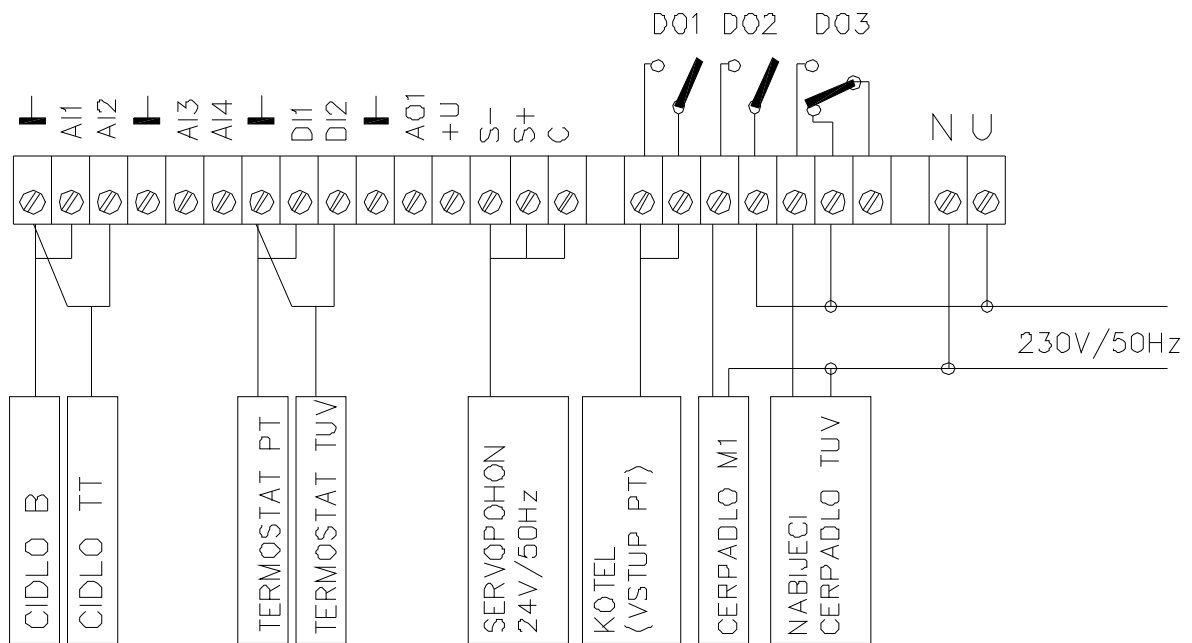 DO1 DO2 DO3
AI1
AI2
AI3
AI4
DI1
DI2
AO1
+U
S-
S+
C
N U
230V/50Hz
CIDLO B
CIDLO TT
TERMOSTAT PT
TERMOSTAT TUV
SERVOPOHON
24V/50Hz
KOTEL
(VSTUP PT)
CERPADLO M1
NABIJECI
CERPADLO TUV